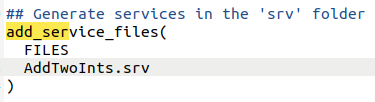 ## Generate services in the 'srv' folder
add_service_files(
  FILES
  AddTwoInts.srv
)